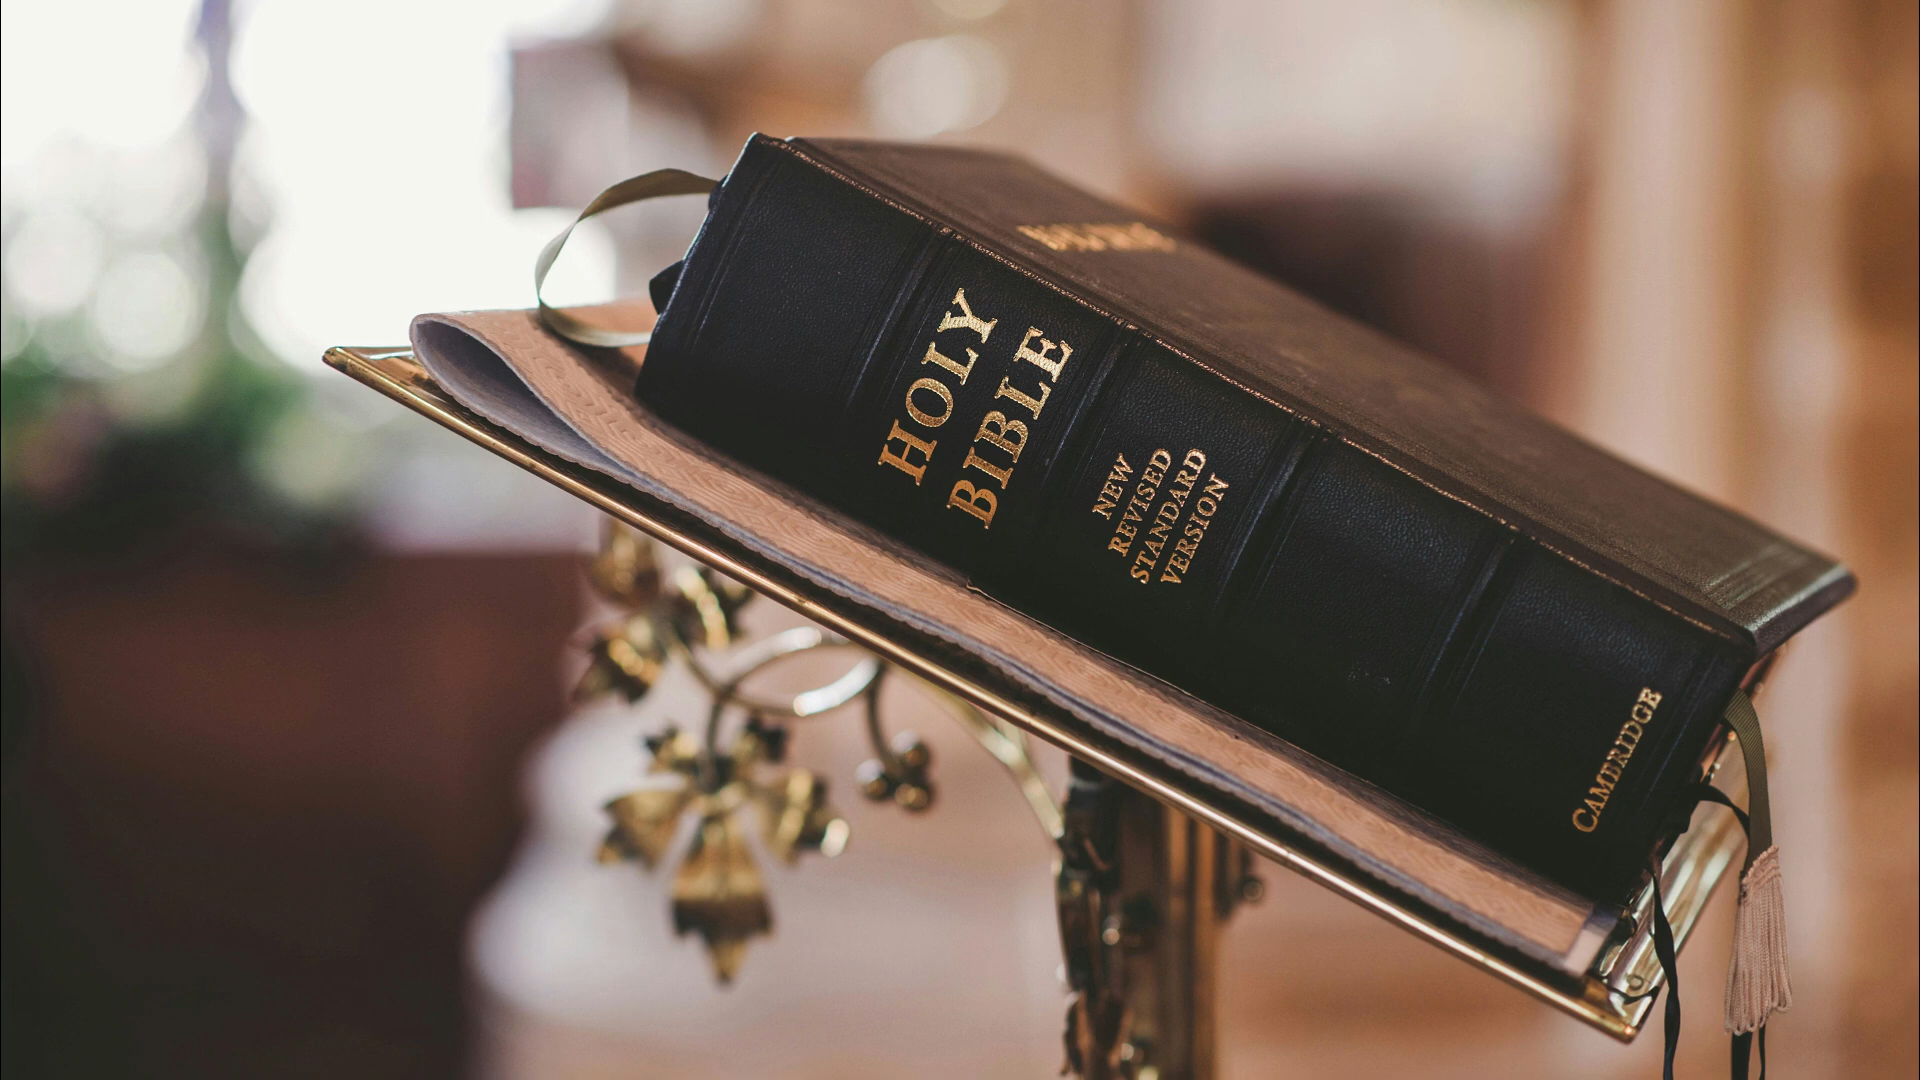 HOLY
BIBLE
NEW
REVISED
STANDARD
VERSION
CAMBRIDGE